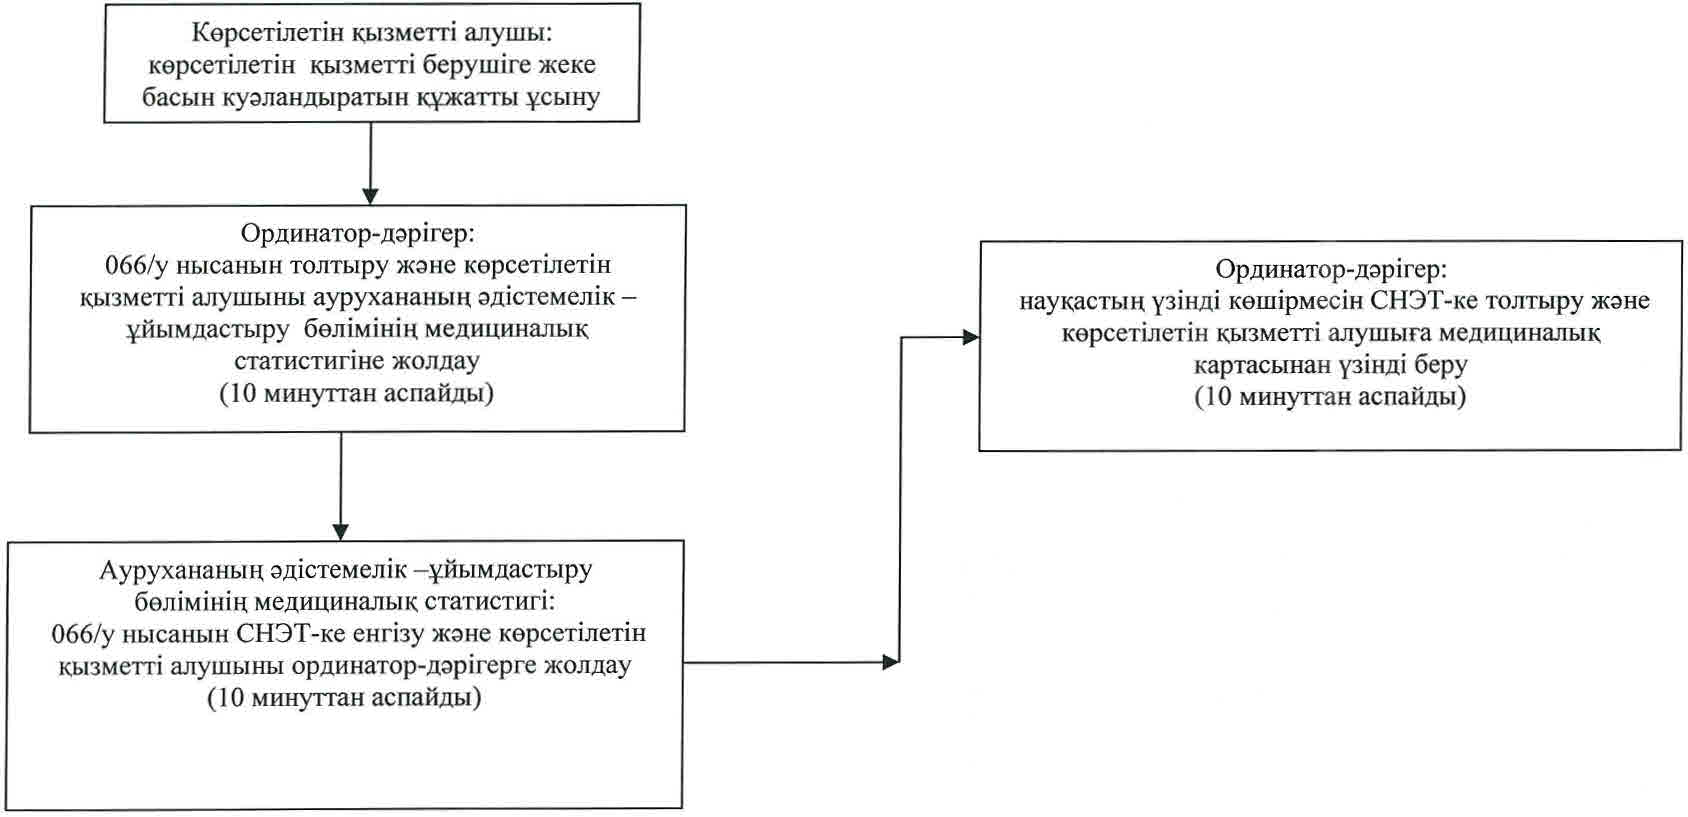 Көрсетілетін қызметті алушы:
көрсетілетін қызметті берушіге жеке
басын куәландыратын құжатты ұсыну
Ординатор-дәрігер:
066/у нысанын толтыру және көрсетілетін
қызметті алушыны аурухананың әдістемелік –
ұйымдастыру бөлімінің медициналық
статистигіне жолдау
(10 минуттан аспайды)
Аурухананың әдістемелік –ұйымдастыру
бөлімінің медициналық статистигі:
066/у нысанын СНЭТ-ке енгізу және көрсетілетін
қызметті алушыны ординатор-дәрігерге жолдау
(10 минуттан аспайды)
Ординатор-дәрігер:
науқастың үзінді көшірмесін СНЭТ-ке толтыру және
көрсетілетін қызметті алушыға медициналық
картасынан үзінді беру
(10 минуттан аспайды)